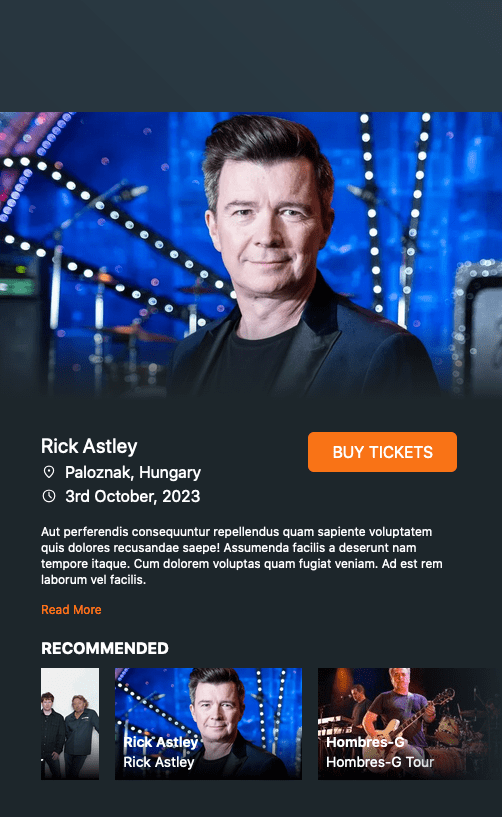 Rick Astley
BUY TICKETS
Paloznak, Hungary
3rd October, 2023
Aut perferendis consequuntur repellendus quam sapiente voluptatem
quis dolores recusandae saepe! Assumenda facilis a deserunt nam
tempore itaque. Cum dolorem voluptas quam fugiat veniam. Ad est rem
laborum vel facilis.
Read More
RECOMMENDED
Rick Astley
Rick Astley
Hombres-G
Hombres-G Tour